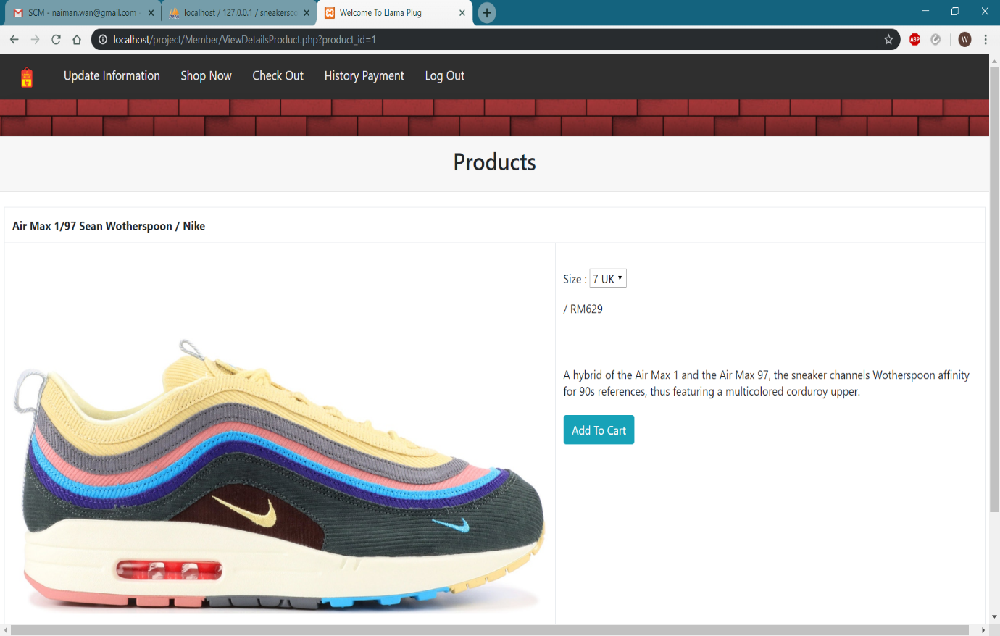 SCM - naiman.wan@gmail.com -
localhost / 127.0.0.1 / sneakersco
Welcome To Llama Plug
localhost/project/Member/ViewDetailsProduct.php?product_id=1
ABP
W
Update Information
Shop Now
Check Out
History Payment
Log Out
Products
Air Max 1/97 Sean Wotherspoon / Nike
Size : 7 UK
/ RM629
A hybrid of the Air Max 1 and the Air Max 97, the sneaker channels Wotherspoon affinity
for 90s references, thus featuring a multicolored corduroy upper.
Add To Cart